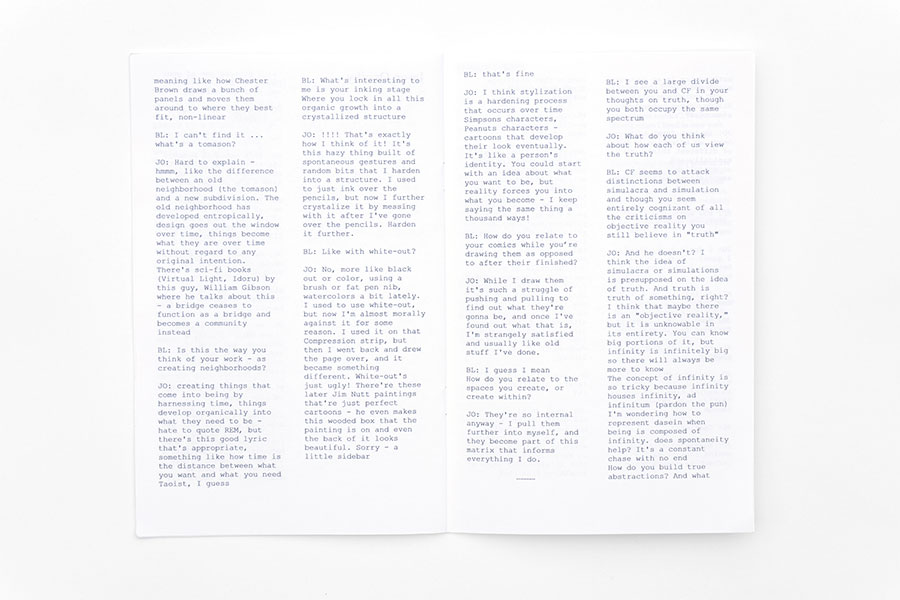 meaning like how Chester
Brown draws a bunch of
panels and moves them
around to where they best
fit, non-linear
BL: I can't find it ...
what's a tomason?
JO: Hard to explain -
hmmm, like the difference
between an old
neighborhood (the tomason)
and a new subdivision. The
old neighborhood has
developed entropically,
design goes out the window
over time, things become
what they are over time
without regard to any
original intention.
There's sci-fi books
(Virtual Light, Idoru) by
this guy, William Gibson
where he talks about this
- a bridge ceases to
function as a bridge and
becomes a community
instead
BL: Is this the way you
think of your work - as
creating neighborhoods?
JO: creating things that
come into being by
harnessing time, things
develop organically into
what they need to be -
hate to quote REM, but
there's this good lyric
that's appropriate,
something like how time is
the distance between what
you want and what you need
Taoist, I guess
BL: What's interesting to
me is your inking stage
Where you lock in all this
organic growth into a
crystallized structure
JO: !!!! That's exactly
how I think of it! It's
this hazy thing built of
spontaneous gestures and
random bits that I harden
into a structure. I used
to just ink over the
pencils, but now I further
crystalize it by messing
with it after I've gone
over the pencils. Harden
it further.
BL: Like with white-out?
JO: No, more like black
out or color, using a
brush or fat pen nib,
watercolors a bit lately.
I used to use white-out,
but now I'm almost morally
against it for some
reason. I used it on that
Compression strip, but
then I went back and drew
the page over, and it
became something
different. White-out's
just ugly! There're these
later Jim Nutt paintings
that're just perfect
cartoons - he even makes
this wooded box that the
painting is on and even
the back of it looks
beautiful. Sorry - a
little sidebar
BL: that's fine
JO: I think stylization
is a hardening process
that occurs over time
Simpsons characters,
Peanuts characters -
cartoons that develop
their look eventually.
It's like a person's
identity. You could start
with an idea about what
you want to be, but
reality forces you into
what you become - I keep
saying the same thing a
thousand ways!
BL: How do you relate to
your comics while you're
drawing them as opposed
to after their finished?
JO: While I draw them
it's such a struggle of
pushing and pulling to
find out what they're
gonna be, and once I've
found out what that is,
I'm strangely satisfied
and usually like old
stuff I've done.
BL: I guess I mean
How do you relate to the
spaces you create, or
create within?
JO: They're so internal
anyway - I pull them
further into myself, and
they become part of this
matrix that informs
everything I do.
BL: I see a large divide
between you and CF in your
thoughts on truth, though
you both occupy the same
spectrum
JO: What do you think
about how each of us view
the truth?
BL: CF seems to attack
distinctions between
simulacra and simulation
and though you seem
entirely cognizant of all
the criticisms on
objective reality you
still believe in "truth"
JO: And he doesn't? I
think the idea of
simulacra or simulations
is presupposed on the idea
of truth. And truth is
truth of something, right?
I think that maybe there
is an "objective reality,"
but it is unknowable in
its entirety. You can know
big portions of it, but
infinity is infinitely big
so there will always be
more to know
The concept of infinity is
so tricky because infinity
houses infinity, ad
infinitum (pardon the pun)
I'm wondering how to
represent dasein when
being is composed of
infinity. does spontaneity
help? It's a constant
chase with no end
How do you build true
abstractions? And what